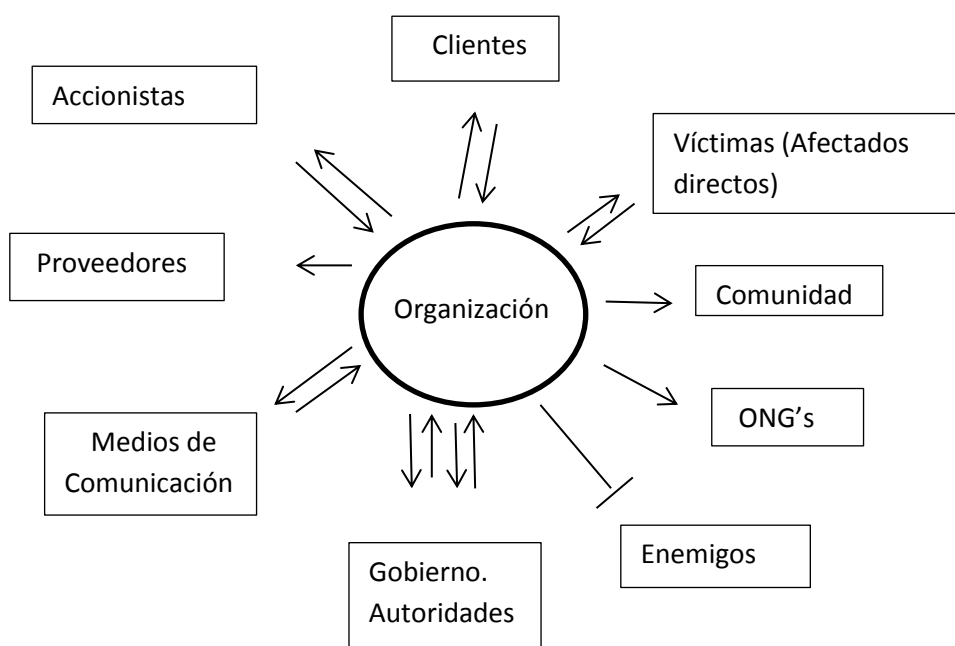 Clientes
Accionistas
Víctimas (Afectados
directos)
Proveedores
Organización
Comunidad
Medios de
Comunicación
ONG’s
Enemigos
Gobierno.
Autoridades